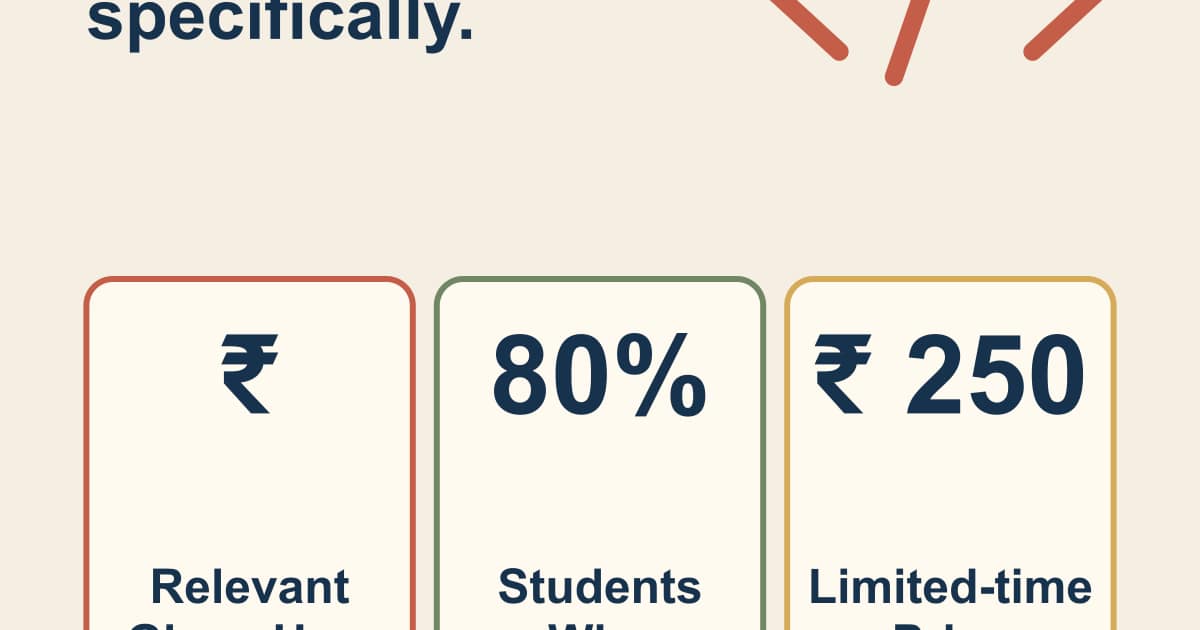 specifically.
₹
80%
₹ 250
Relevant
Students
Limited-time